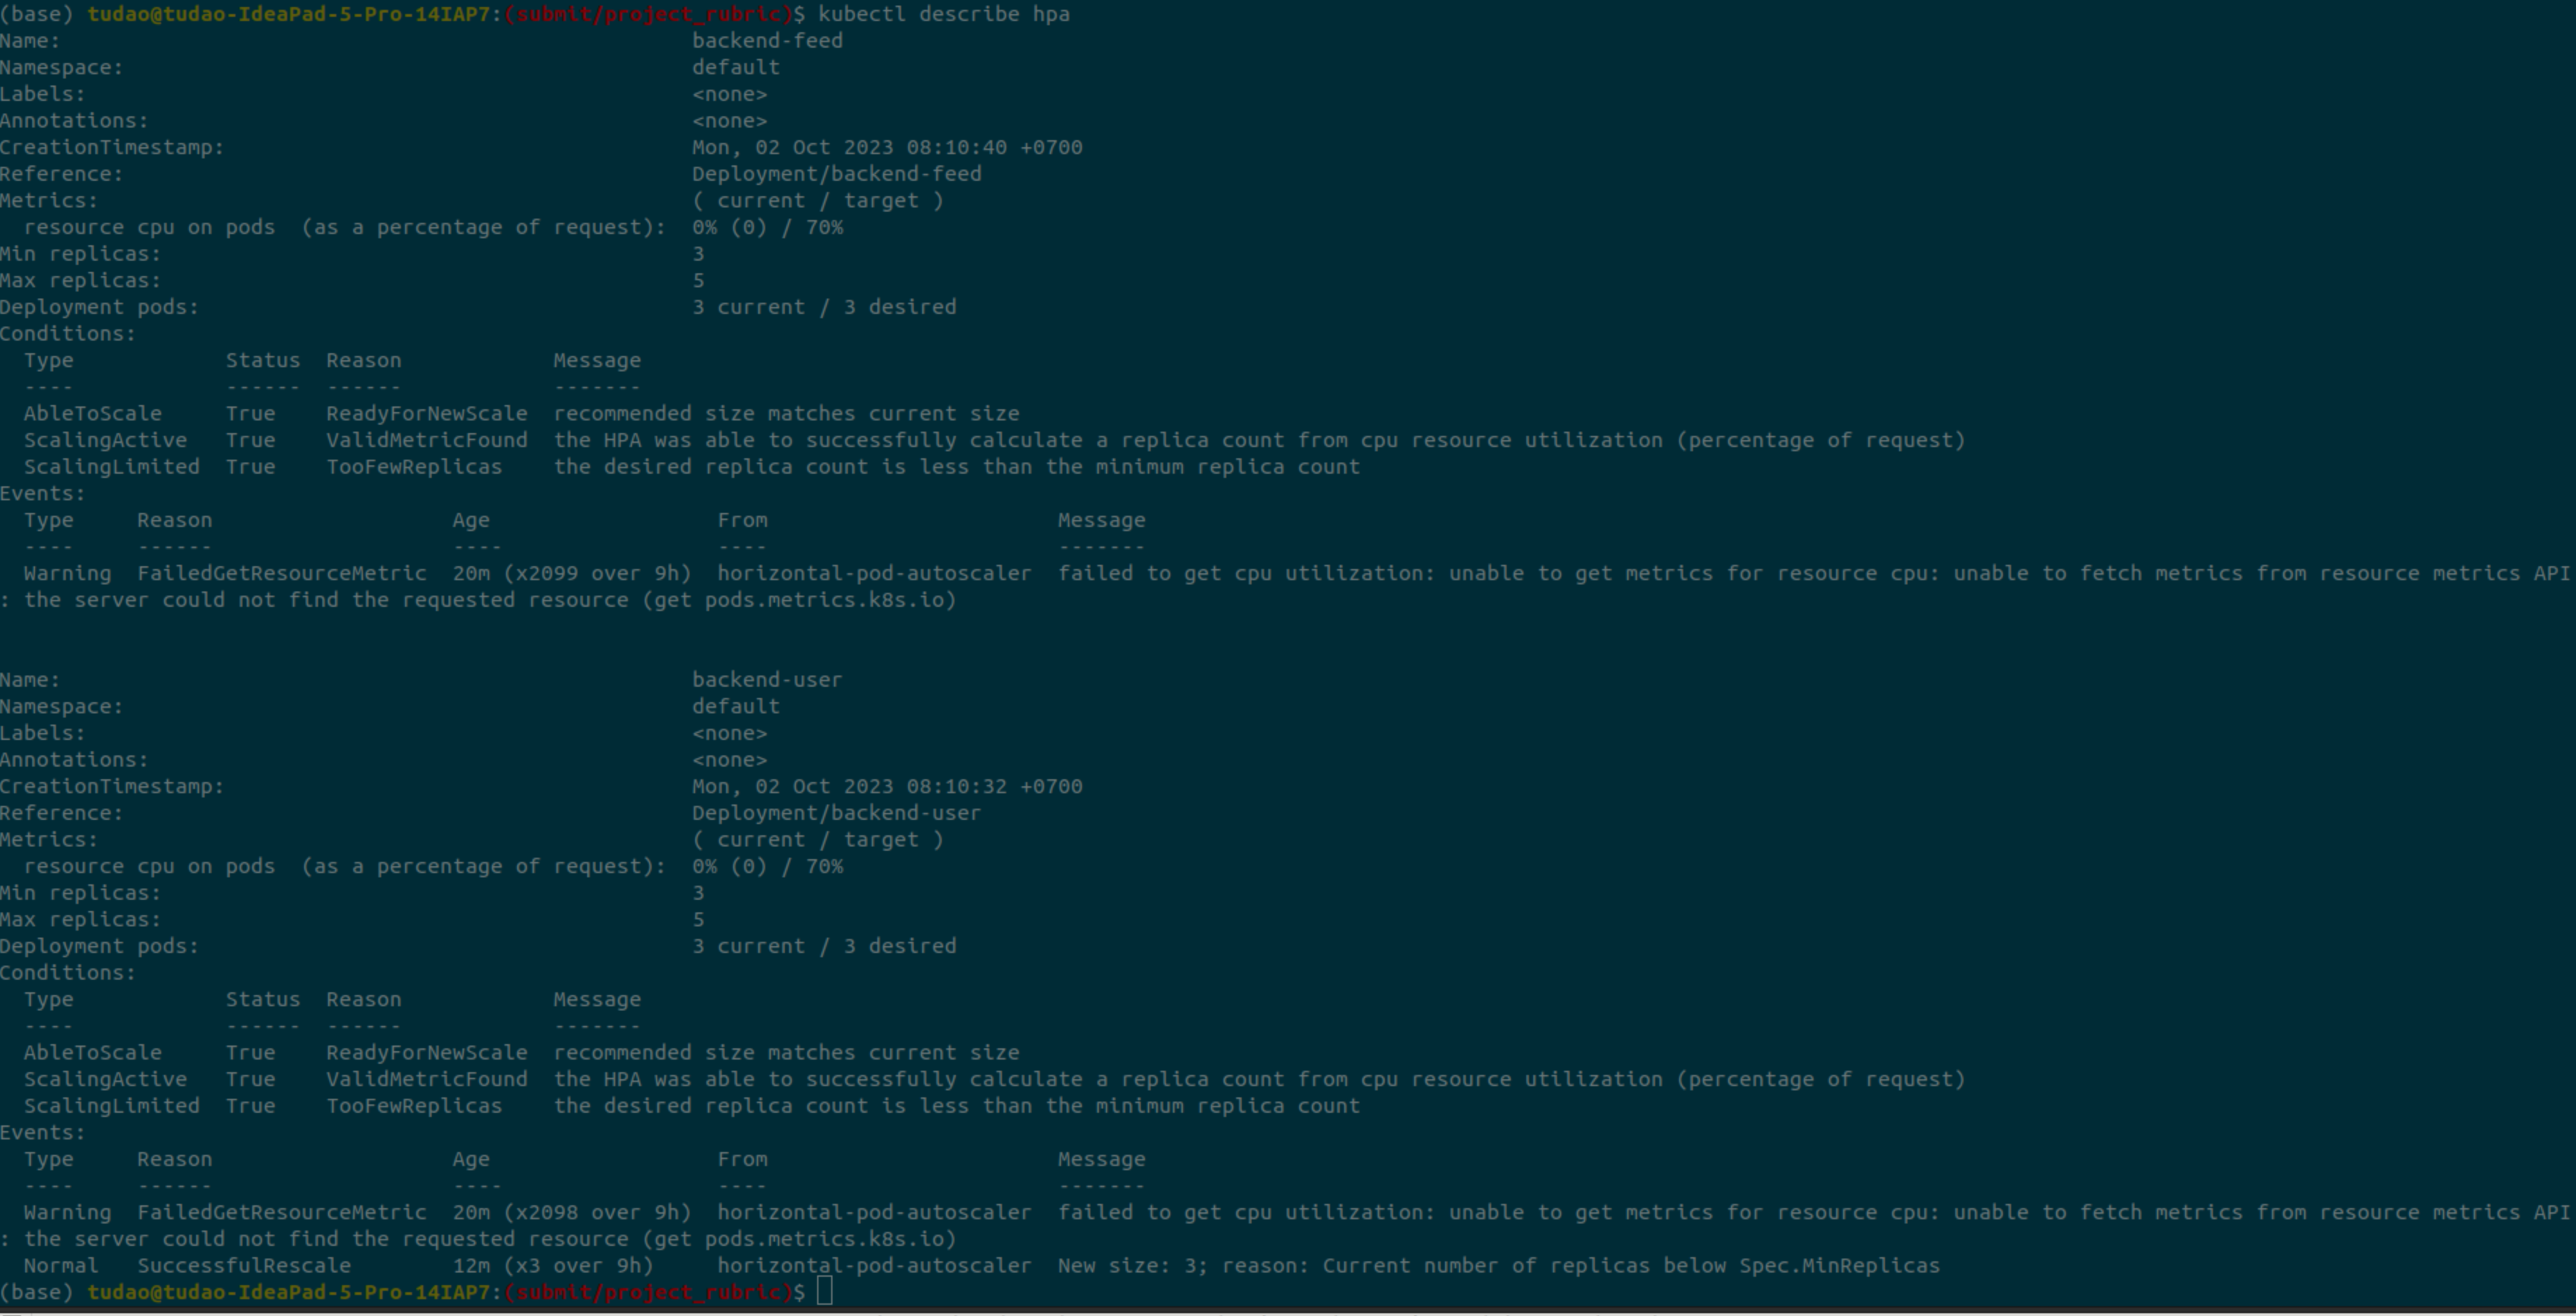 (base) tudao@tudao-IdeaPad-5-Pro-14IAP7:(submit/project_rubric)$ kubectl describe hpa
Name:                                                  backend-feed
Namespace:                                             default
Labels:                                                <none>
Annotations:                                           <none>
CreationTimestamp:                                     Mon, 02 Oct 2023 08:10:40 +0700
Reference:                                             Deployment/backend-feed
Metrics:                                               ( current / target )
  resource cpu on pods  (as a percentage of request):  0% (0) / 70%
Min replicas:                                          3
Max replicas:                                          5
Deployment pods:                                       3 current / 3 desired
Conditions:
  Type            Status  Reason            Message
  ----            ------  ------            -------
  AbleToScale     True    ReadyForNewScale  recommended size matches current size
  ScalingActive   True    ValidMetricFound  the HPA was able to successfully calculate a replica count from cpu resource utilization (percentage of request)
  ScalingLimited  True    TooFewReplicas    the desired replica count is less than the minimum replica count
Events:
  Type     Reason                   Age                  From                       Message
  ----     ------                   ----                 ----                       -------
  Warning  FailedGetResourceMetric  20m (x2099 over 9h)  horizontal-pod-autoscaler  failed to get cpu utilization: unable to get metrics for resource cpu: unable to fetch metrics from resource metrics API
: the server could not find the requested resource (get pods.metrics.k8s.io)
Name:                                                  backend-user
Namespace:                                             default
Labels:                                                <none>
Annotations:                                           <none>
CreationTimestamp:                                     Mon, 02 Oct 2023 08:10:32 +0700
Reference:                                             Deployment/backend-user
Metrics:                                               ( current / target )
  resource cpu on pods  (as a percentage of request):  0% (0) / 70%
Min replicas:                                          3
Max replicas:                                          5
Deployment pods:                                       3 current / 3 desired
Conditions:
  Type            Status  Reason            Message
  ----            ------  ------            -------
  AbleToScale     True    ReadyForNewScale  recommended size matches current size
  ScalingActive   True    ValidMetricFound  the HPA was able to successfully calculate a replica count from cpu resource utilization (percentage of request)
  ScalingLimited  True    TooFewReplicas    the desired replica count is less than the minimum replica count
Events:
  Type     Reason                   Age                  From                       Message
  ----     ------                   ----                 ----                       -------
  Warning  FailedGetResourceMetric  20m (x2098 over 9h)  horizontal-pod-autoscaler  failed to get cpu utilization: unable to get metrics for resource cpu: unable to fetch metrics from resource metrics API
: the server could not find the requested resource (get pods.metrics.k8s.io)
  Normal   SuccessfulRescale        12m (x3 over 9h)     horizontal-pod-autoscaler  New size: 3; reason: Current number of replicas below Spec.MinReplicas
(base) tudao@tudao-IdeaPad-5-Pro-14IAP7:(submit/project_rubric)$